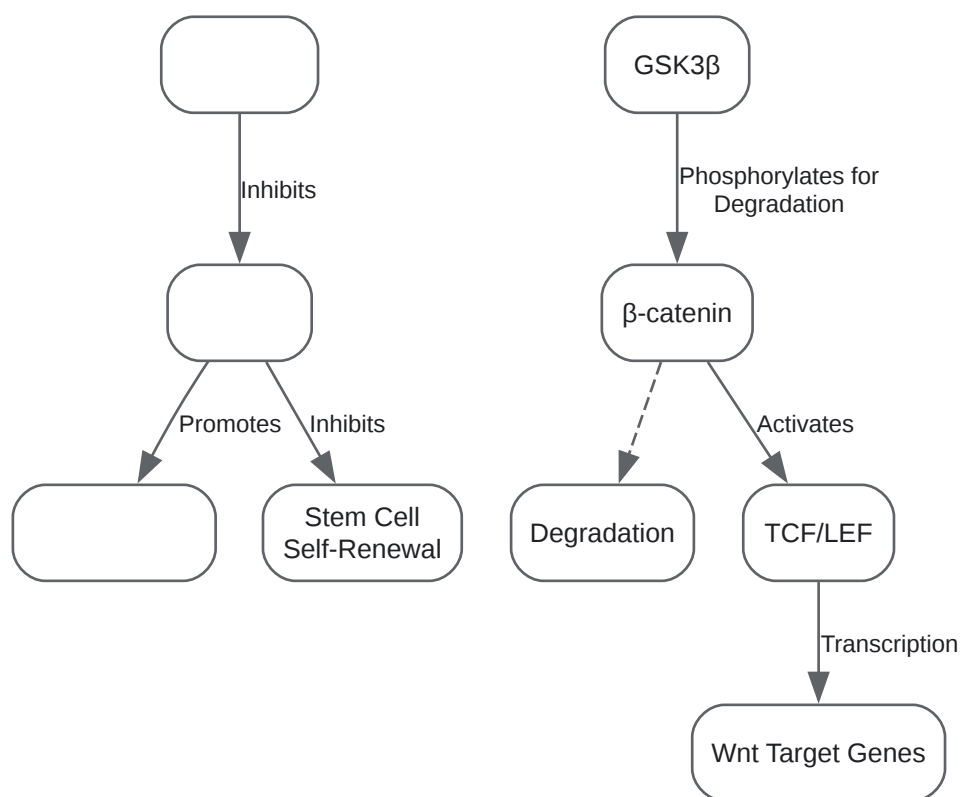 GSK3β
Inhibits
Phosphorylates for
Degradation
β-catenin
Promotes
Inhibits
Activates
Stem Cell
Self-Renewal
Degradation
TCF/LEF
Transcription
Wnt Target Genes